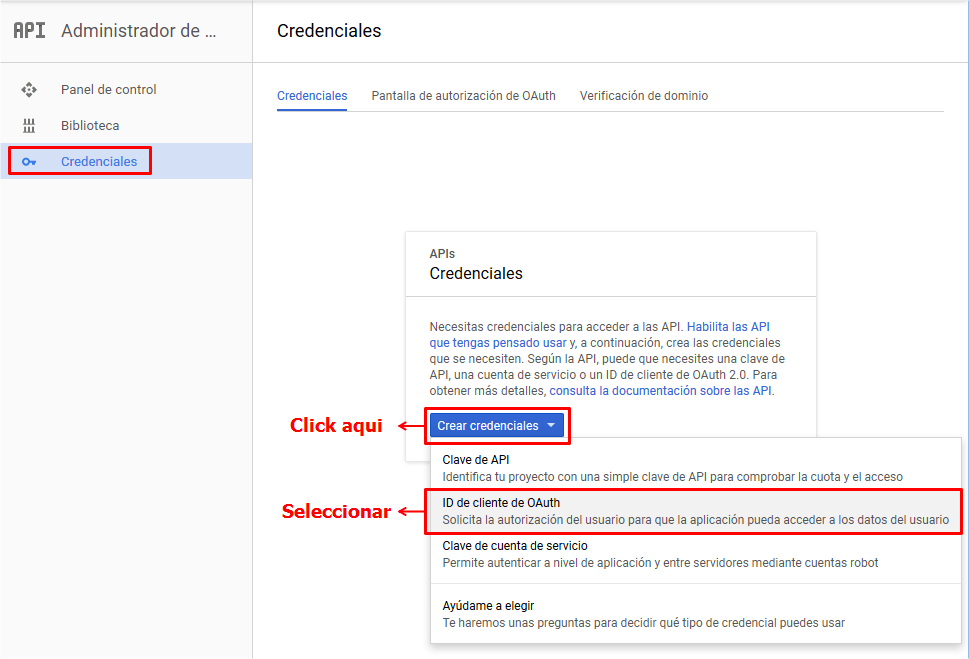 API Administrador de ...
Credenciales
Panel de control
Biblioteca
Credenciales
Credenciales Pantalla de autorización de OAuth Verificación de dominio
APIs
Credenciales
Necesitas credenciales para acceder a las API. Habilita las API
que tengas pensado usar y, a continuación, crea las credenciales
que se necesiten. Según la API, puede que necesites una clave de
API, una cuenta de servicio o un ID de cliente de OAuth 2.0. Para
obtener más detalles, consulta la documentación sobre las API.
Click aqui
Crear credenciales
Clave de API
Identifica tu proyecto con una simple clave de API para comprobar la cuota y el acceso
Seleccionar
ID de cliente de OAuth
Solicita la autorización del usuario para que la aplicación pueda acceder a los datos del usuario
Clave de cuenta de servicio
Permite autenticar a nivel de aplicación y entre servidores mediante cuentas robot
Ayúdame a elegir
Te haremos unas preguntas para decidir qué tipo de credencial puedes usar